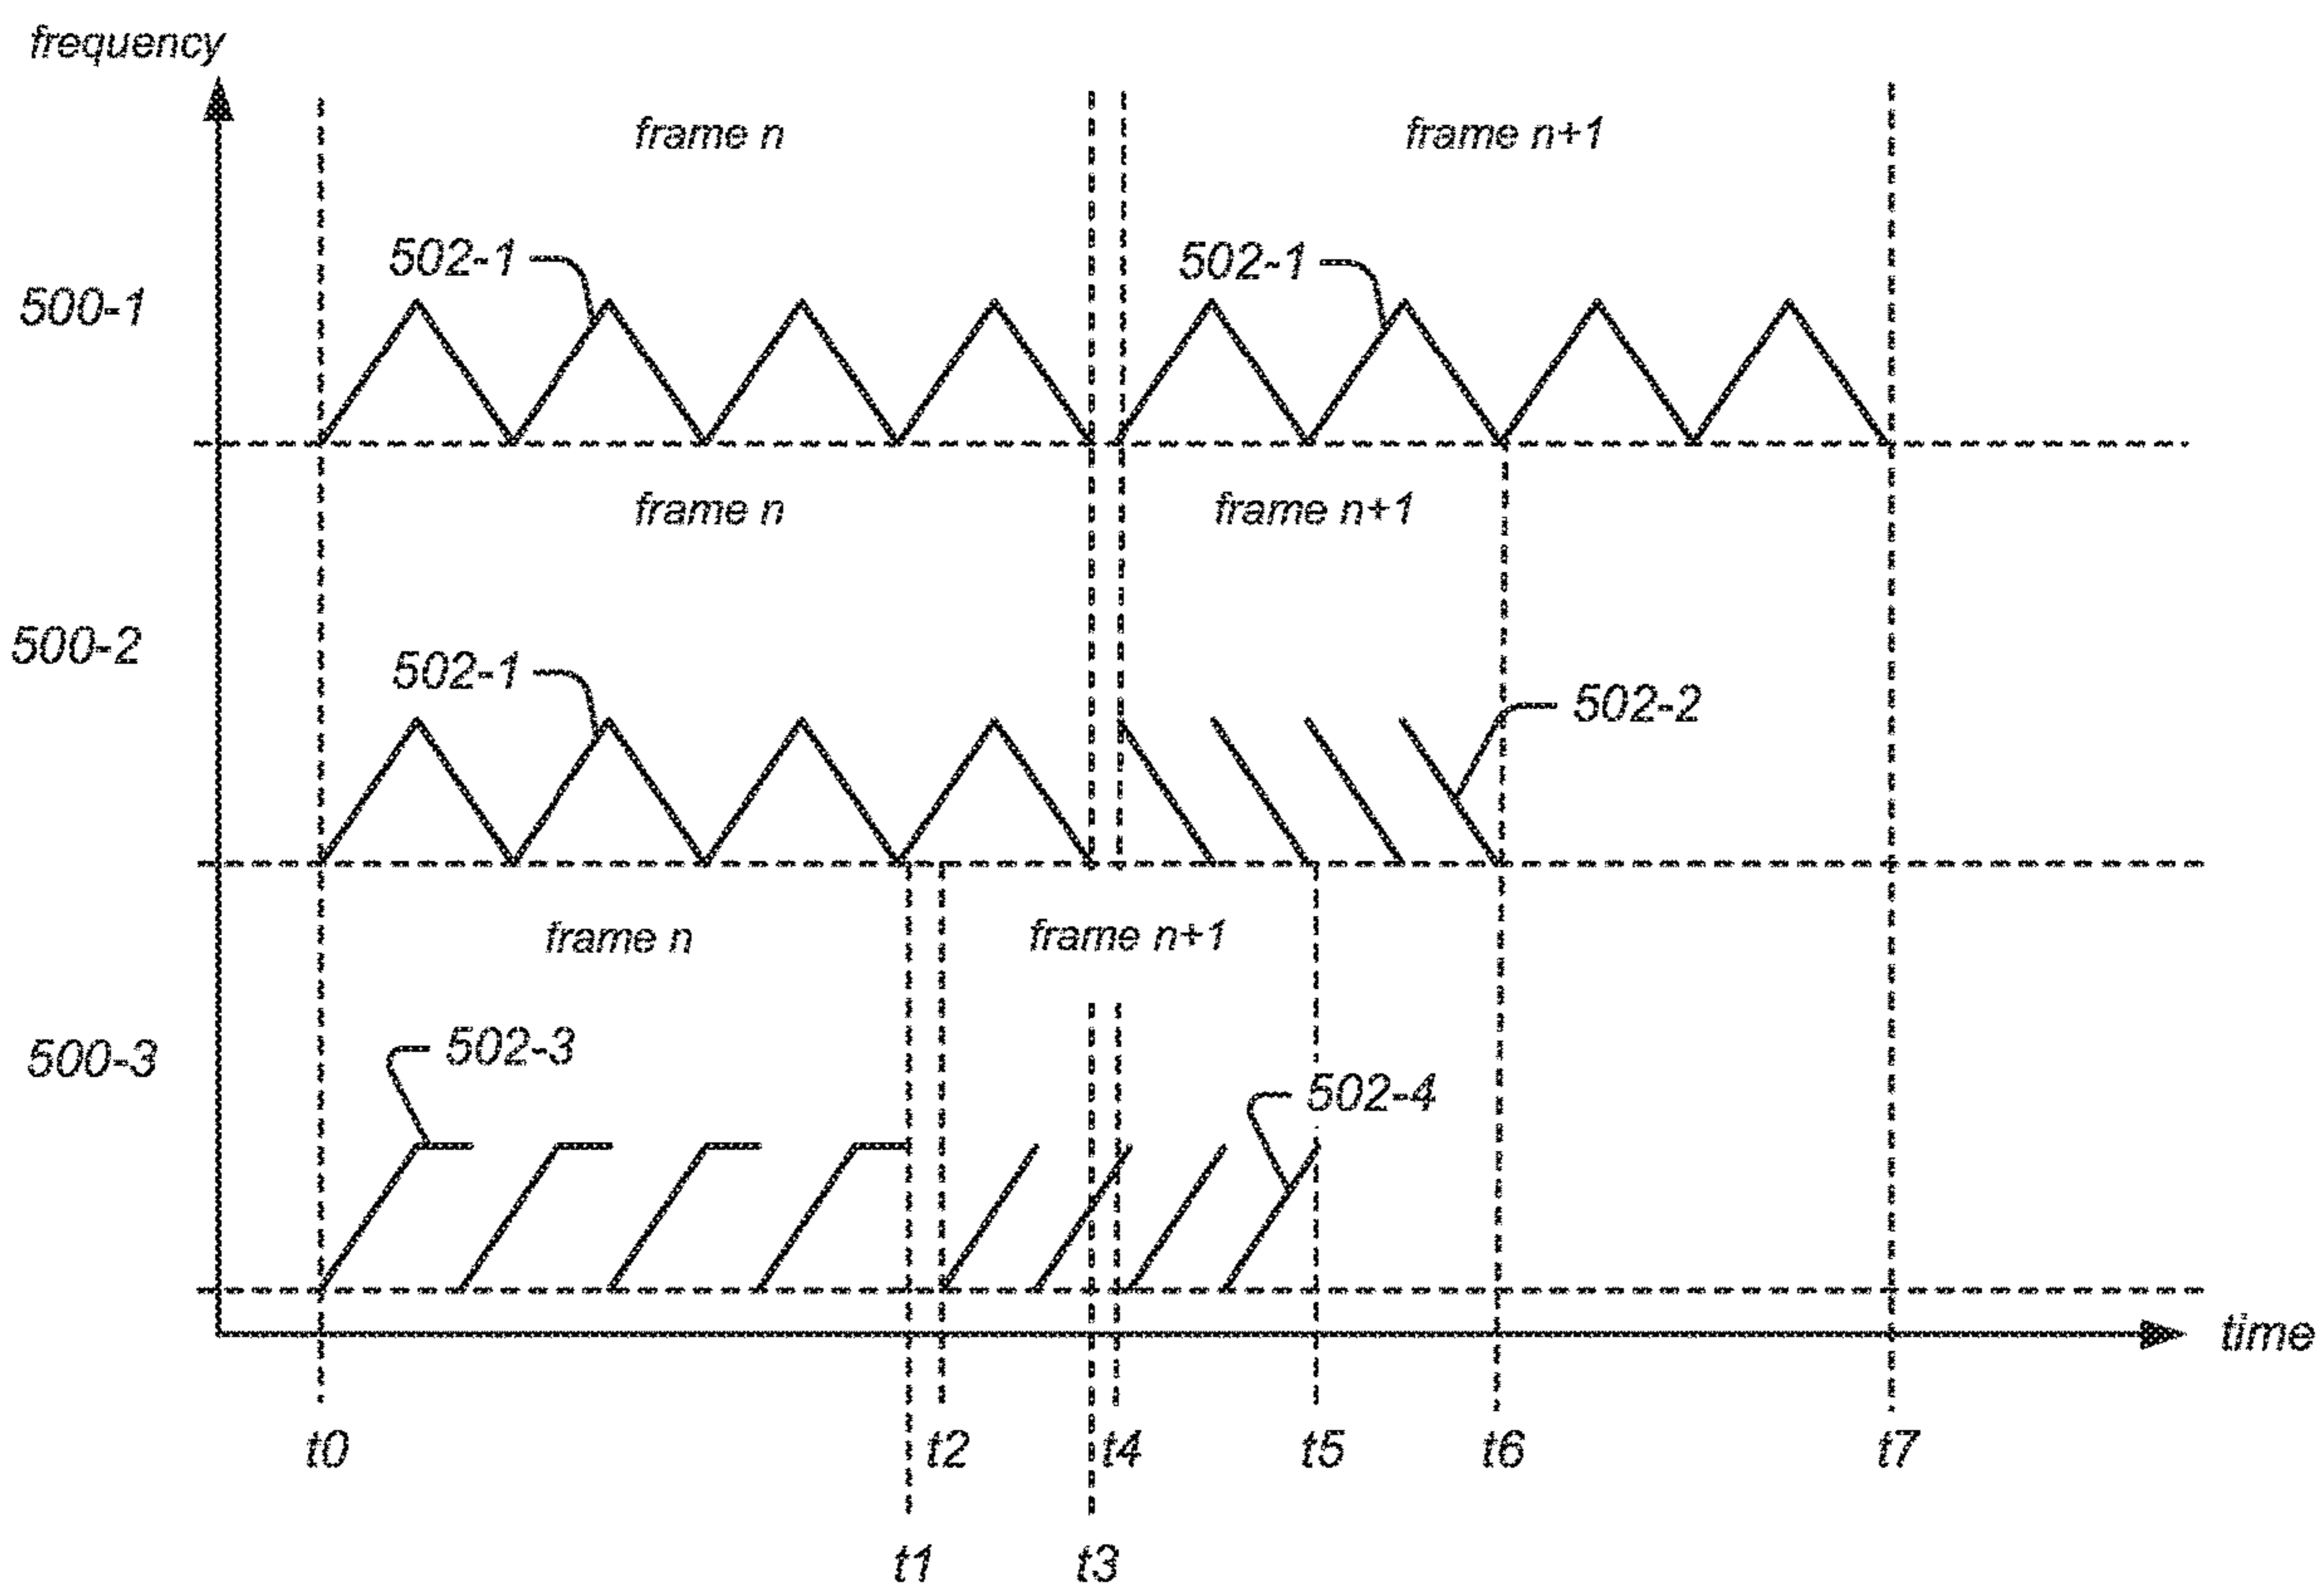 frequency
frame n
frame n+1
502-1
502-1
500-1
frame n
frame n+1
500-2
502-1
502-2
frame n
frame n+1
500-3
502-3
502-4
time
t0
t2
t4
t5
t6
t7
t1
t3